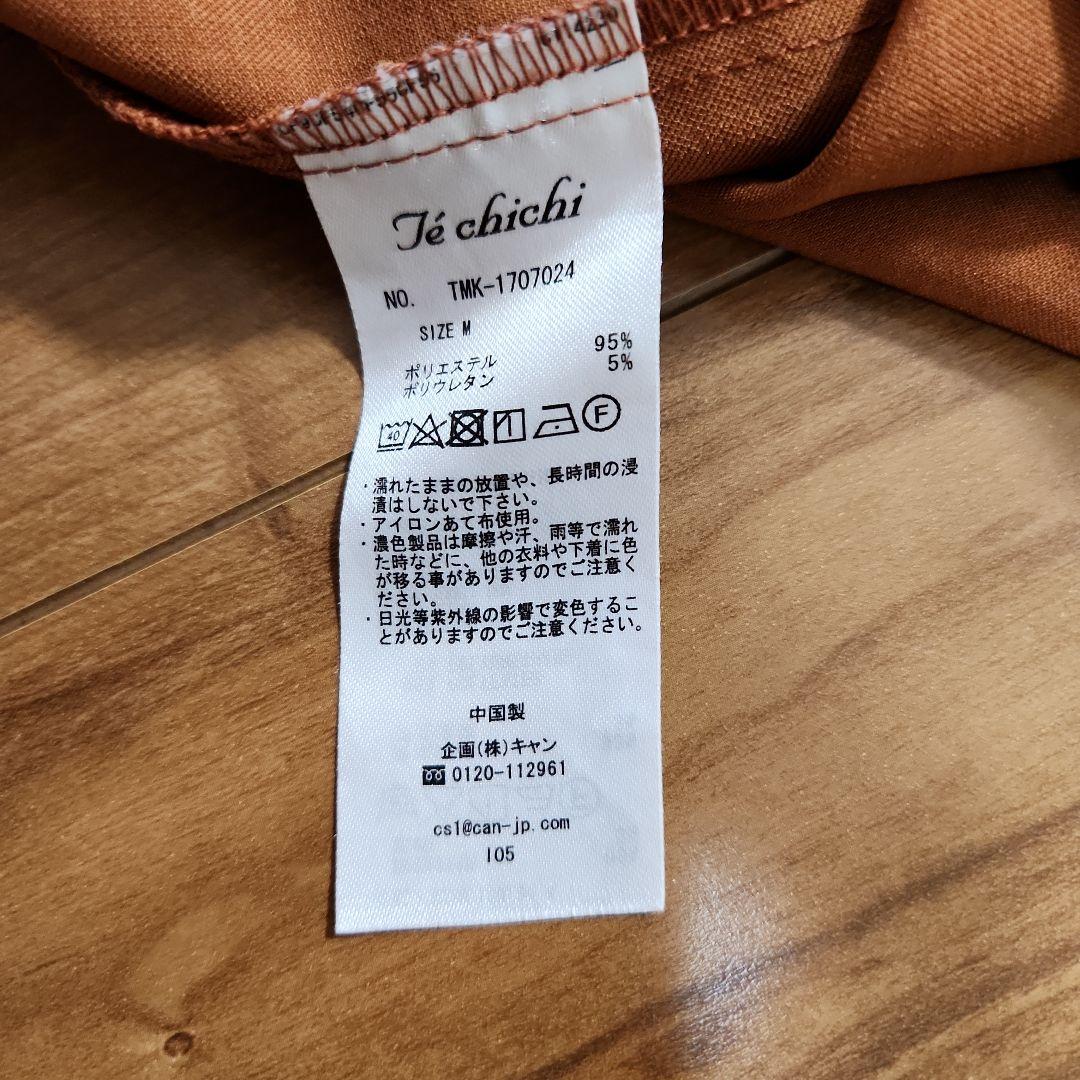 Té chichi
NO. TMK-1707024
SIZE M
ポリエステル 95%
ポリウレタン 5%
40 F
・濡れたままの放置や、長時間の浸
漬はしないで下さい。
・アイロンあて布使用。
・濃色製品は摩擦や汗、雨等で濡れ
た時などに、他の衣料や下着に色
が移る事がありますのでご注意く
ださい。
・日光等紫外線の影響で変色するこ
とがありますのでご注意ください。
中国製
企画(株)キャン
0120-112961
cs1@can-jp.com
I05